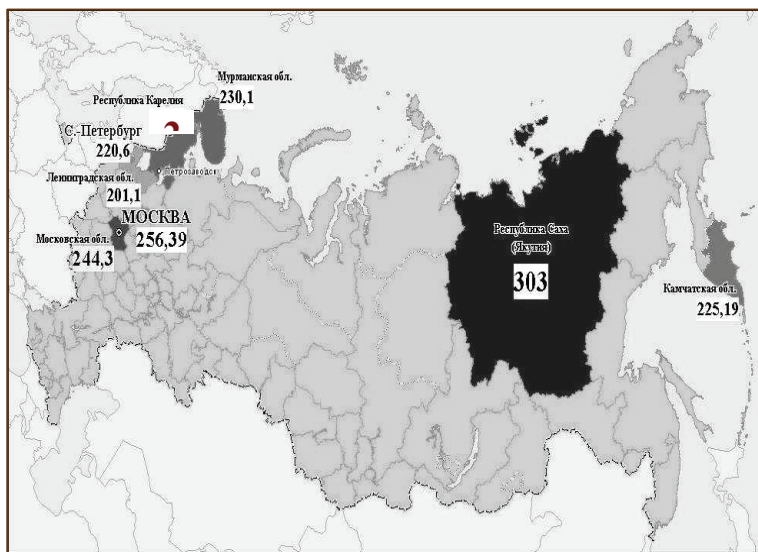 Мурманская обл.
230,1
Республика Карелия
С.-Петербург
220,6
Петрозаводск
Ленинградская обл.
201,1
МОСКВА
Московская обл.
256,39
244,3
Республика Саха
(Якутия)
303
Камчатская обл.
225,19